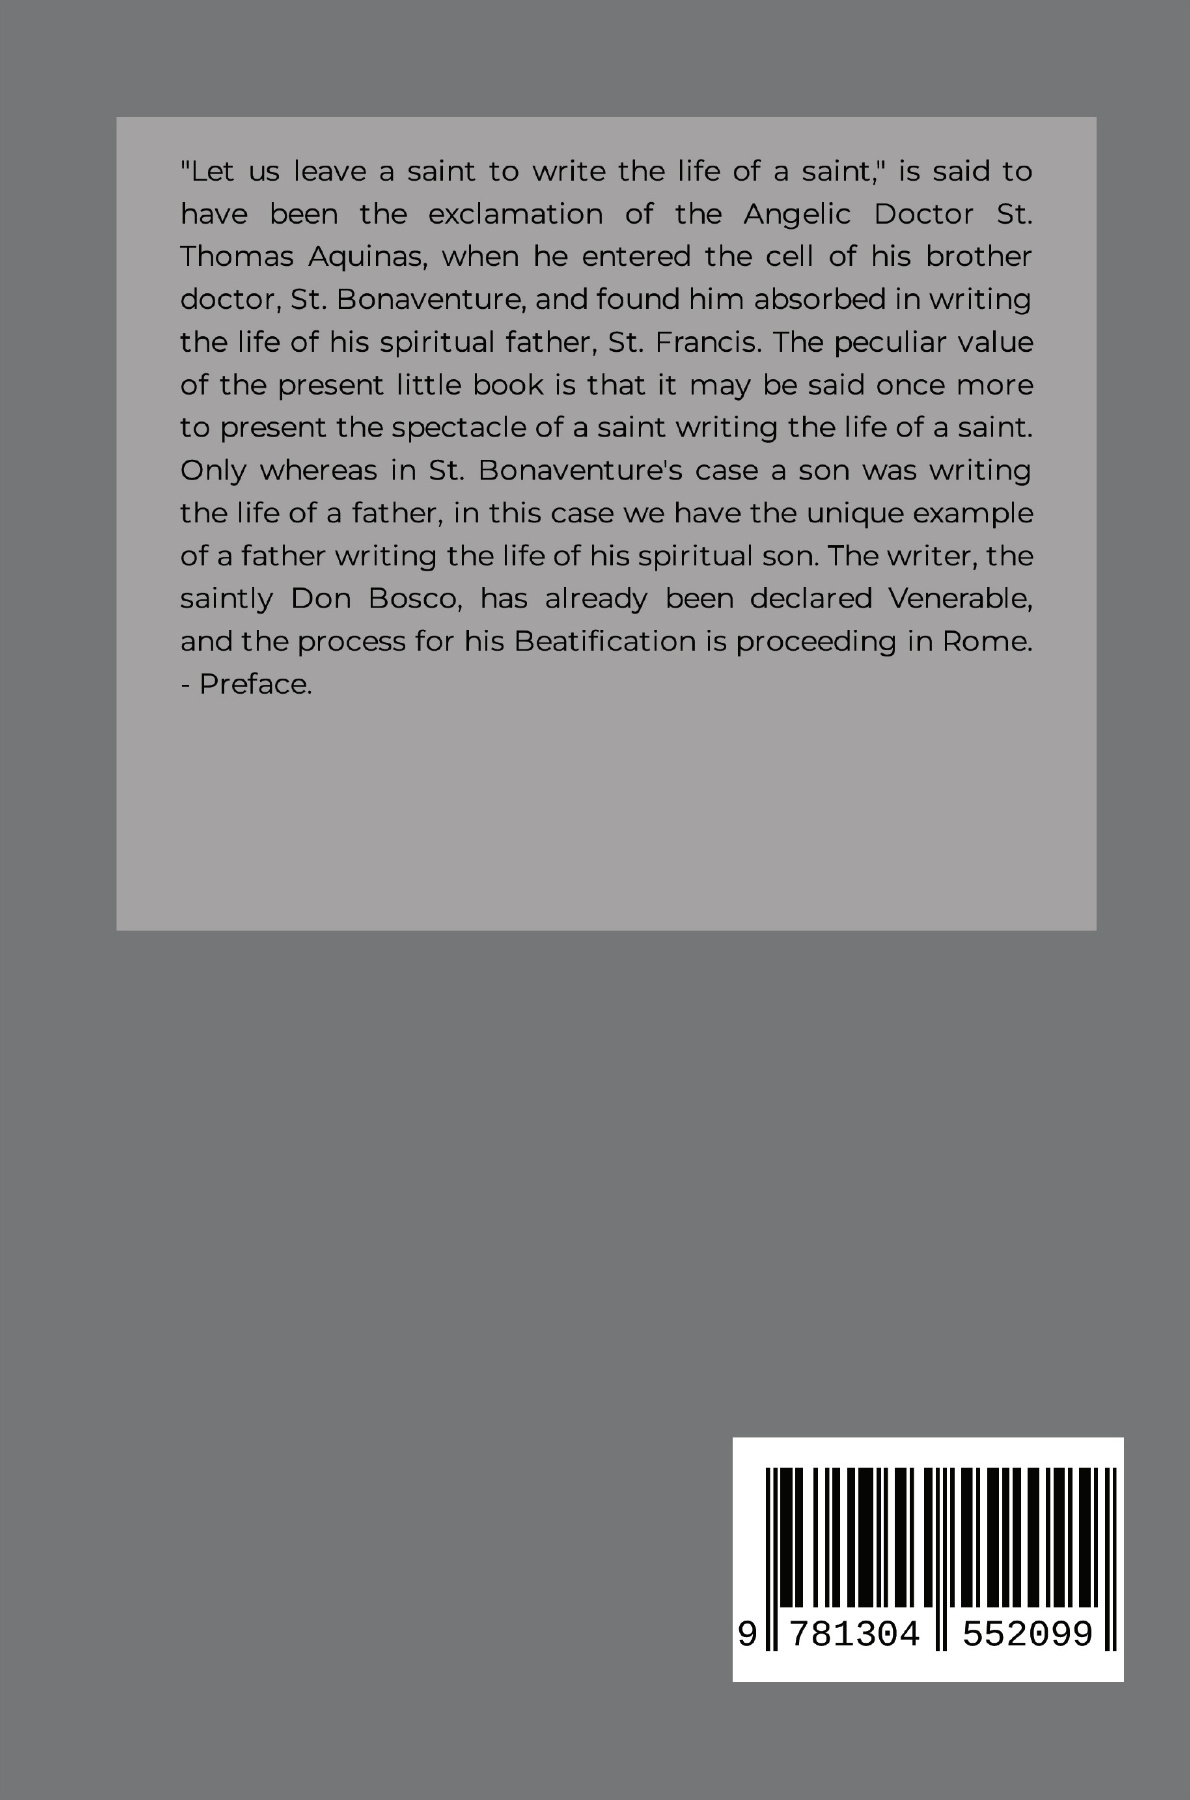 "Let us leave a saint to write the life of a saint," is said to
have been the exclamation of the Angelic Doctor St.
Thomas Aquinas, when he entered the cell of his brother
doctor, St. Bonaventure, and found him absorbed in writing
the life of his spiritual father, St. Francis. The peculiar value
of the present little book is that it may be said once more
to present the spectacle of a saint writing the life of a saint.
Only whereas in St. Bonaventure's case a son was writing
the life of a father, in this case we have the unique example
of a father writing the life of his spiritual son. The writer, the
saintly Don Bosco, has already been declared Venerable,
and the process for his Beatification is proceeding in Rome.
- Preface.
9 781304 552099